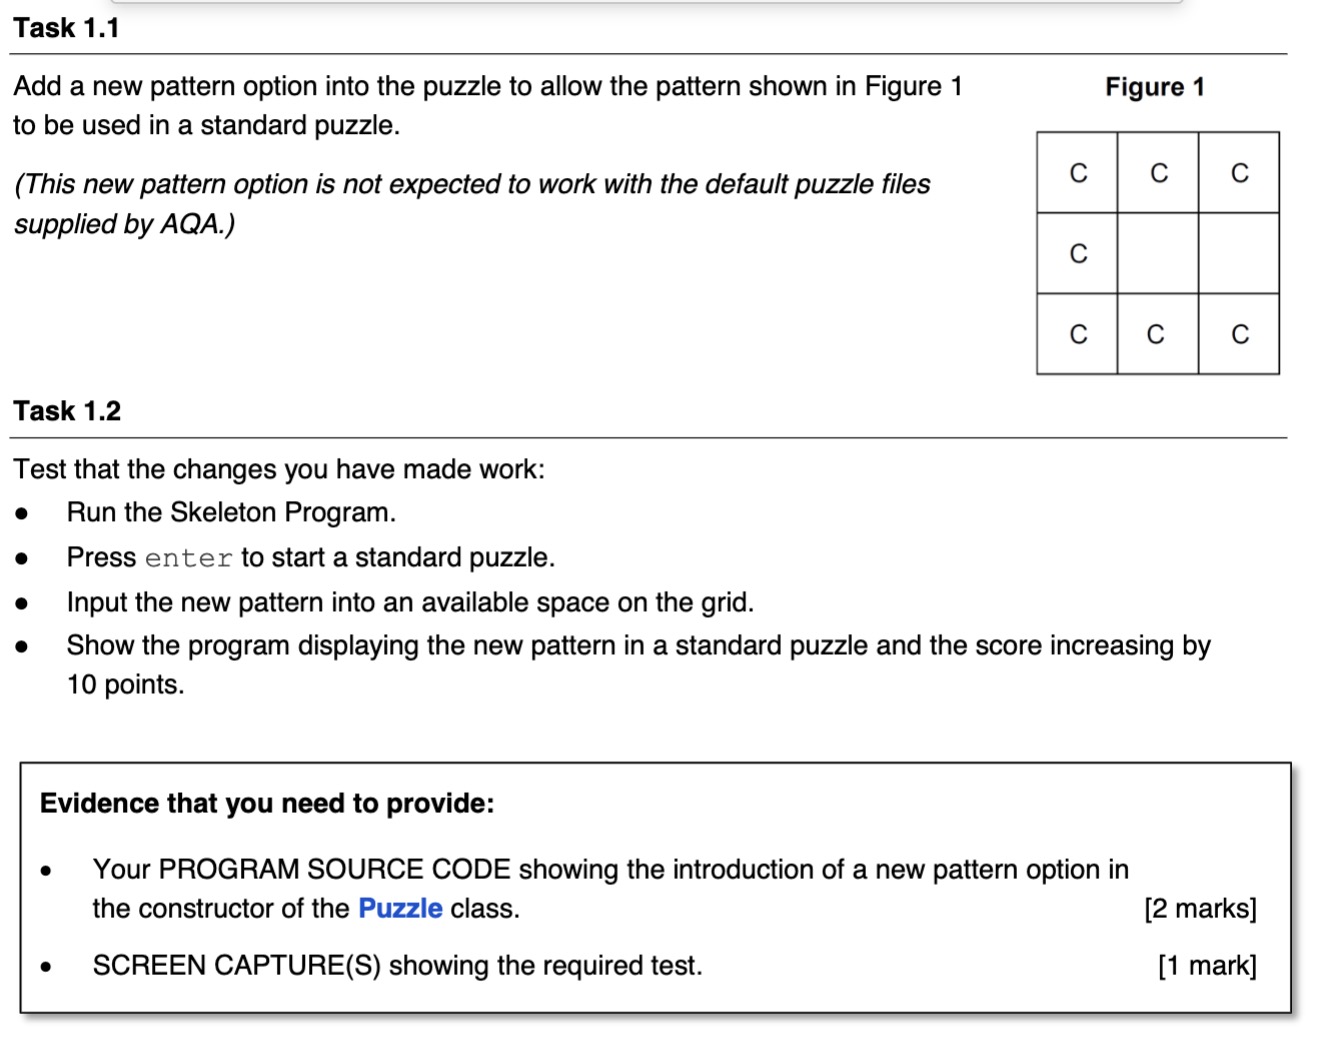 Task 1.1
Add a new pattern option into the puzzle to allow the pattern shown in Figure 1
to be used in a standard puzzle.
(This new pattern option is not expected to work with the default puzzle files
supplied by AQA.)
Figure 1
C C C
C
C C C
Task 1.2
Test that the changes you have made work:
● Run the Skeleton Program.
● Press enter to start a standard puzzle.
● Input the new pattern into an available space on the grid.
● Show the program displaying the new pattern in a standard puzzle and the score increasing by
10 points.
Evidence that you need to provide:
● Your PROGRAM SOURCE CODE showing the introduction of a new pattern option in
the constructor of the Puzzle class. [2 marks]
● SCREEN CAPTURE(S) showing the required test. [1 mark]